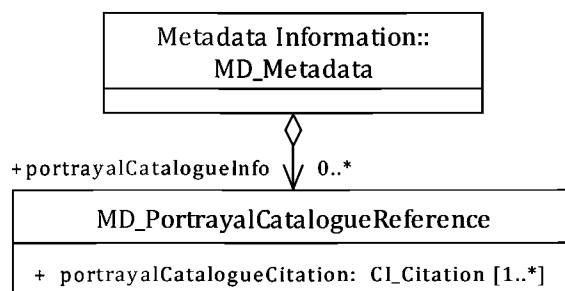 Metadata Information::
MD_Metadata
+portrayalCatalogueInfo 0..*
MD_PortrayalCatalogueReference
+ portrayalCatalogueCitation: CI_Citation [1..*]